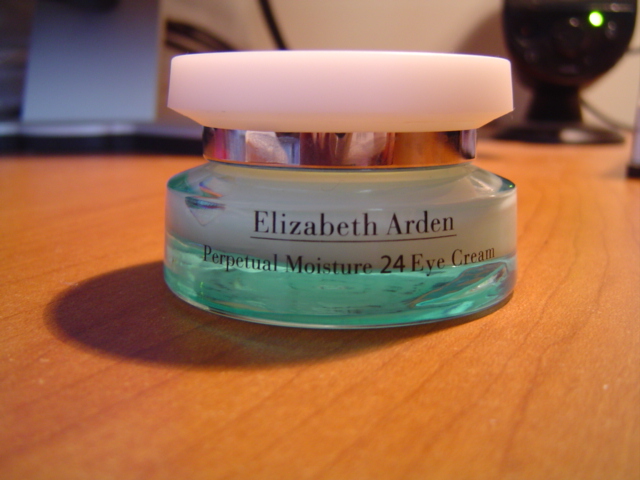 Elizabeth Arden
Perpetual Moisture 24 Eye Cream